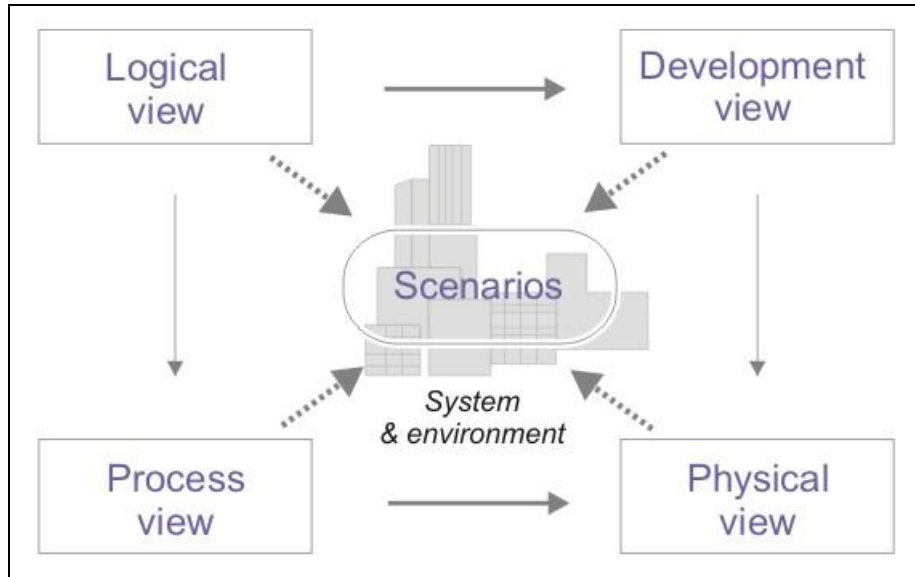 Logical
view
Development
view
Scenarios
System
& environment
Process
view
Physical
view